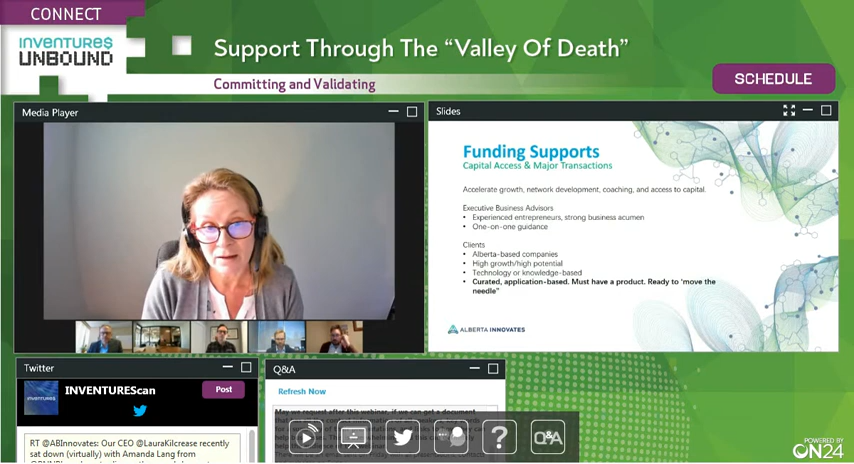 CONNECT
INVENTURE$
UNBOUND
Support Through The “Valley Of Death”
Committing and Validating
SCHEDULE
Media Player
Slides
Funding Supports
Capital Access & Major Transactions
Accelerate growth, network development, coaching, and access to capital.
Executive Business Advisors
• Experienced entrepreneurs, strong business acumen
• One-on-one guidance
Clients
• Alberta-based companies
• High growth/high potential
• Technology or knowledge-based
• Curated, application-based. Must have a product. Ready to ‘move the
needle”
ALBERTA INNOVATES
Twitter
INVENTURES
INVENTUREScan
Post
RT @ABInnovates: Our CEO @LauraKilcrease recently
sat down (virtually) with Amanda Lang from
Q&A
Refresh Now
May we request after this webinar, if we can get a document
?
Q&A
POWERED BY
ON24